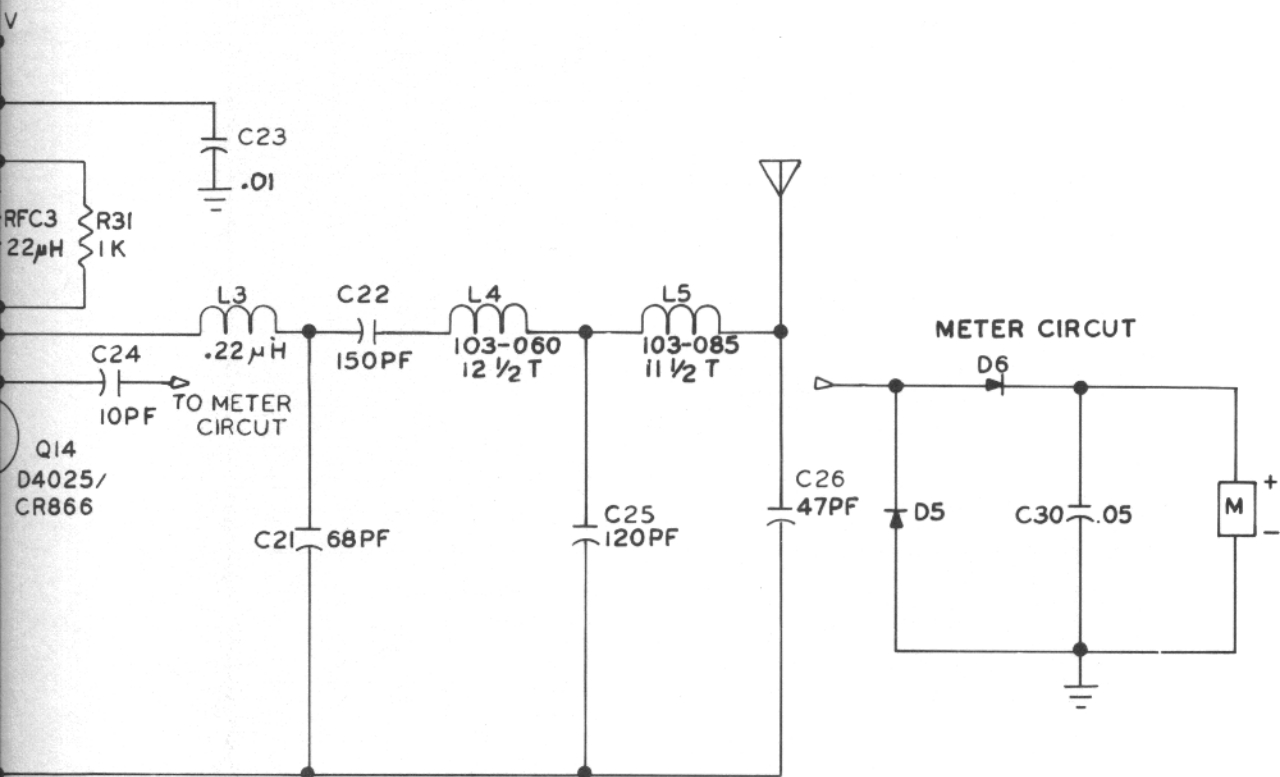 V
C23
.01
RFC3
22µH
R31
1K
L3
.22µH
C22
150PF
L4
103-060
12 1/2 T
L5
103-085
11 1/2 T
C24
10PF
TO METER
CIRCUT
Q14
D4025/
CR866
C21 68PF
C25
120PF
C26
47PF
METER CIRCUT
D6
D5
C30 .05
M
+
-